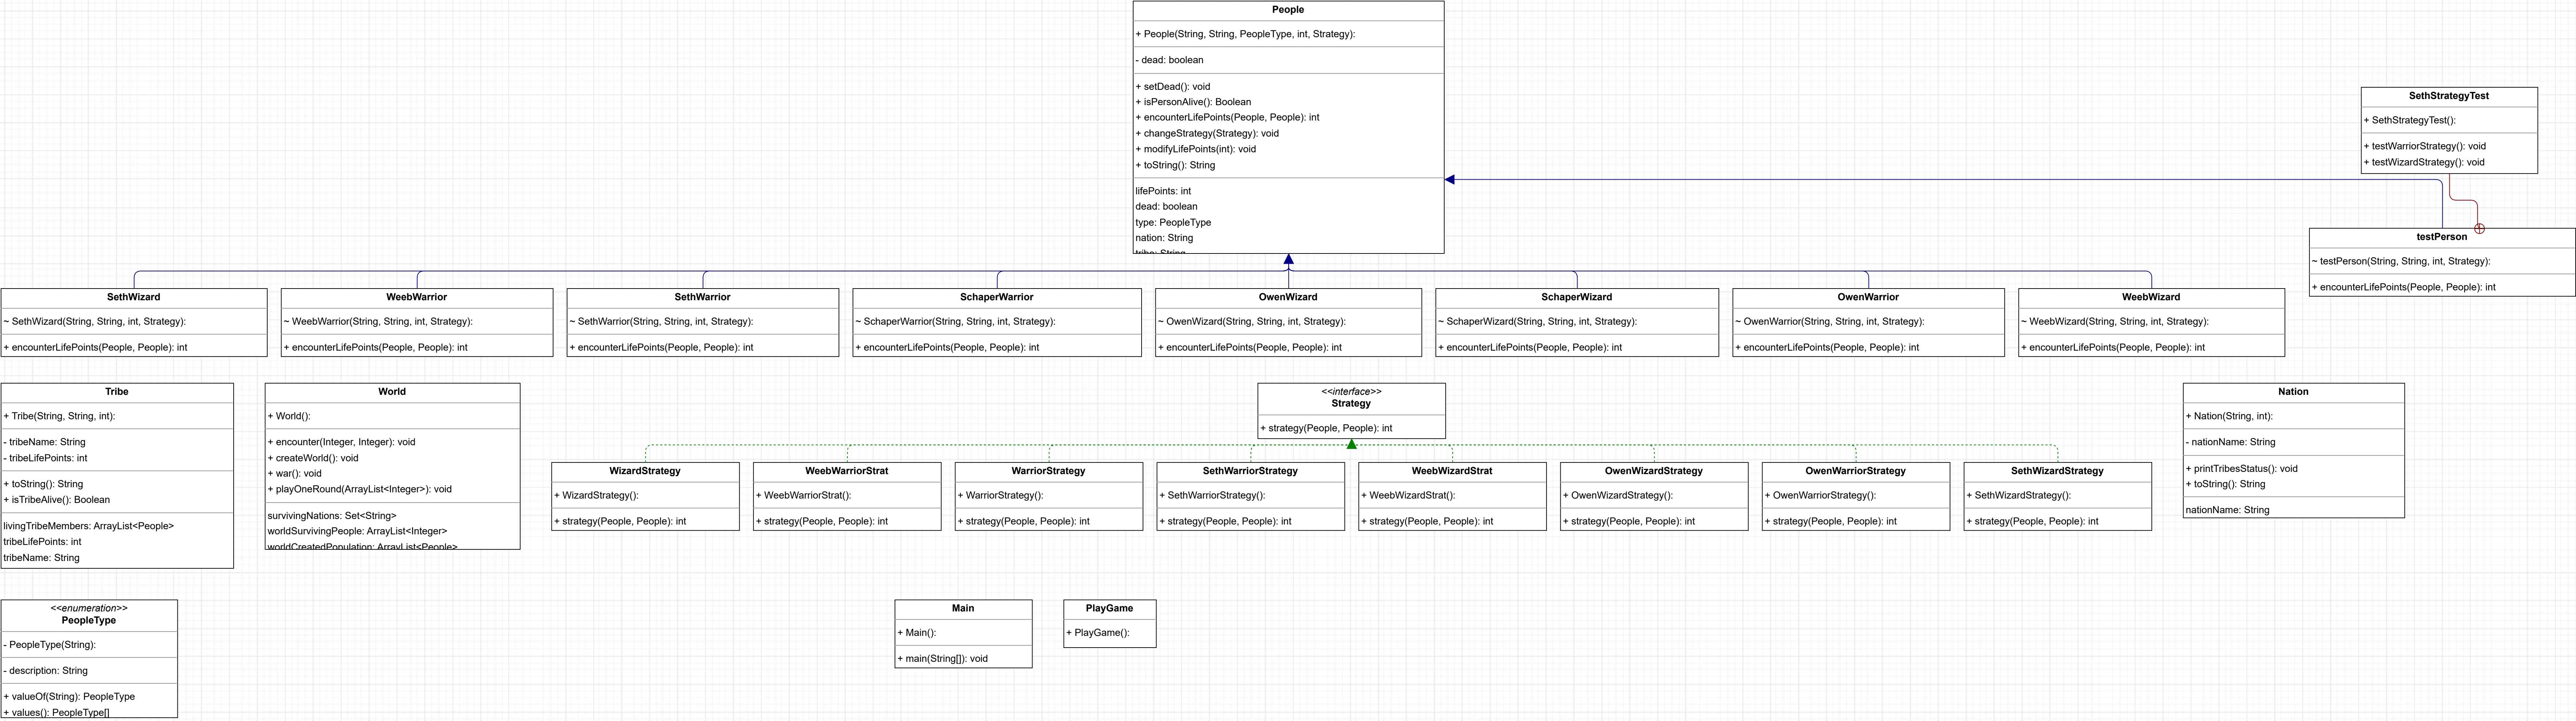 People
+ People(String, String, PeopleType, int, Strategy):
- dead: boolean
+ setDead(): void
+ isPersonAlive(): Boolean
+ encounterLifePoints(People, People): int
+ changeStrategy(Strategy): void
+ modifyLifePoints(int): void
+ toString(): String
lifePoints: int
dead: boolean
type: PeopleType
nation: String
tribe: String
SethStrategyTest
+ SethStrategyTest():
+ testWarriorStrategy(): void
+ testWizardStrategy(): void
testPerson
~ testPerson(String, String, int, Strategy):
+ encounterLifePoints(People, People): int
SethWizard
~ SethWizard(String, String, int, Strategy):
+ encounterLifePoints(People, People): int
WeebWarrior
~ WeebWarrior(String, String, int, Strategy):
+ encounterLifePoints(People, People): int
SethWarrior
~ SethWarrior(String, String, int, Strategy):
+ encounterLifePoints(People, People): int
SchaperWarrior
~ SchaperWarrior(String, String, int, Strategy):
+ encounterLifePoints(People, People): int
OwenWizard
~ OwenWizard(String, String, int, Strategy):
+ encounterLifePoints(People, People): int
SchaperWizard
~ SchaperWizard(String, String, int, Strategy):
+ encounterLifePoints(People, People): int
OwenWarrior
~ OwenWarrior(String, String, int, Strategy):
+ encounterLifePoints(People, People): int
WeebWizard
~ WeebWizard(String, String, int, Strategy):
+ encounterLifePoints(People, People): int
Tribe
+ Tribe(String, String, int):
- tribeName: String
- tribeLifePoints: int
+ toString(): String
+ isTribeAlive(): Boolean
livingTribeMembers: ArrayList<People>
tribeLifePoints: int
tribeName: String
World
+ World():
+ encounter(Integer, Integer): void
+ createWorld(): void
+ war(): void
+ playOneRound(ArrayList<Integer>): void
survivingNations: Set<String>
worldSurvivingPeople: ArrayList<Integer>
worldCreatedPopulation: ArrayList<People>
<<interface>>
Strategy
+ strategy(People, People): int
WizardStrategy
+ WizardStrategy():
+ strategy(People, People): int
WeebWarriorStrat
+ WeebWarriorStrat():
+ strategy(People, People): int
WarriorStrategy
+ WarriorStrategy():
+ strategy(People, People): int
SethWarriorStrategy
+ SethWarriorStrategy():
+ strategy(People, People): int
WeebWizardStrat
+ WeebWizardStrat():
+ strategy(People, People): int
OwenWizardStrategy
+ OwenWizardStrategy():
+ strategy(People, People): int
OwenWarriorStrategy
+ OwenWarriorStrategy():
+ strategy(People, People): int
SethWizardStrategy
+ SethWizardStrategy():
+ strategy(People, People): int
Nation
+ Nation(String, int):
- nationName: String
+ printTribesStatus(): void
+ toString(): String
nationName: String
<<enumeration>>
PeopleType
- PeopleType(String):
- description: String
+ valueOf(String): PeopleType
+ values(): PeopleType[]
Main
+ Main():
+ main(String[]): void
PlayGame
+ PlayGame():